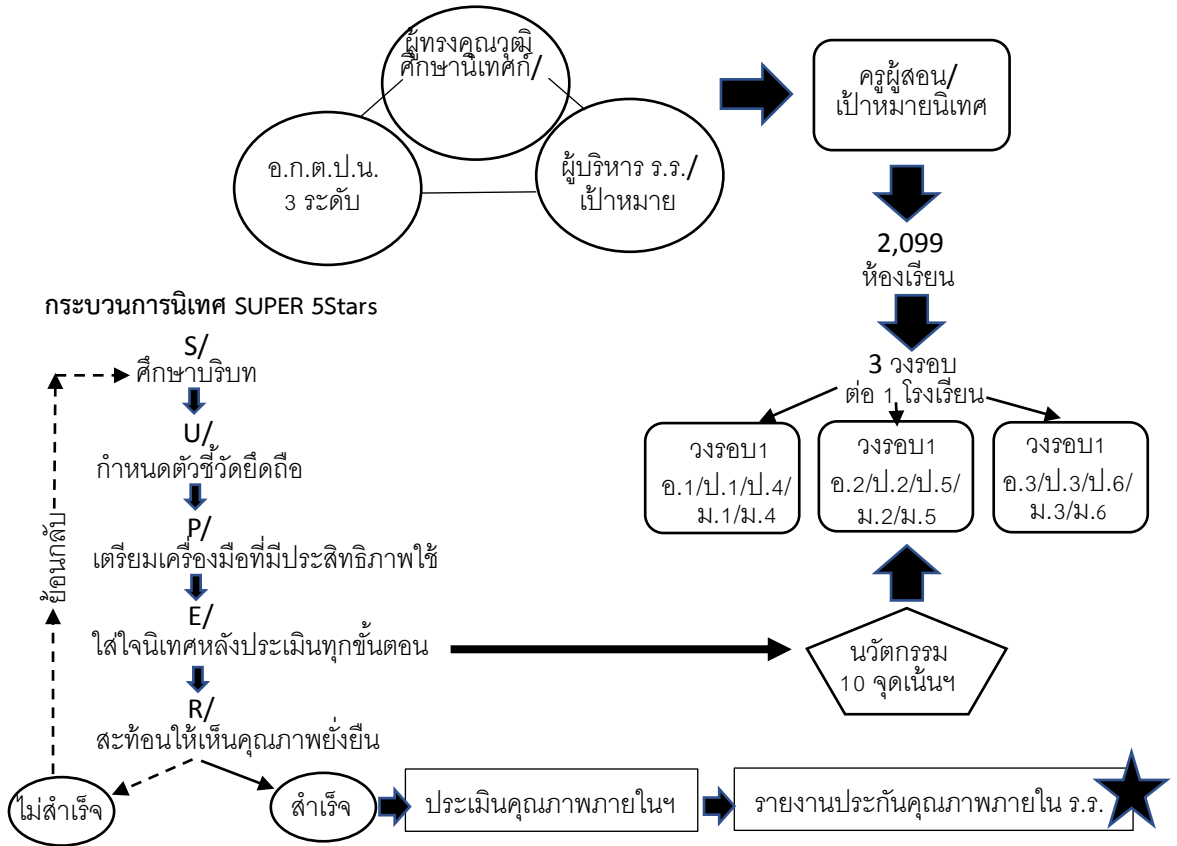 ผู้ทรงคุณวุฒิ
ศึกษานิเทศก์/
อ.ก.ต.ป.น.
3 ระดับ
ผู้บริหาร ร.ร./
เป้าหมาย
ครูผู้สอน/
เป้าหมายนิเทศ
2,099
ห้องเรียน
3 วงรอบ
ต่อ 1 โรงเรียน
วงรอบ1
อ.1/ป.1/ป.4/
ม.1/ม.4
วงรอบ1
อ.2/ป.2/ป.5/
ม.2/ม.5
วงรอบ1
อ.3/ป.3/ป.6/
ม.3/ม.6
นวัตกรรม
10 จุดเน้นฯ
กระบวนการนิเทศ SUPER 5Stars
S/
ศึกษาบริบท
U/
กำหนดตัวชี้วัดยึดถือ
P/
เตรียมเครื่องมือที่มีประสิทธิภาพใช้
E/
ใส่ใจนิเทศหลังประเมินทุกขั้นตอน
R/
สะท้อนให้เห็นคุณภาพยั่งยืน
ย้อนกลับ
ไม่สำเร็จ
สำเร็จ
ประเมินคุณภาพภายในฯ
รายงานประกันคุณภาพภายใน ร.ร.